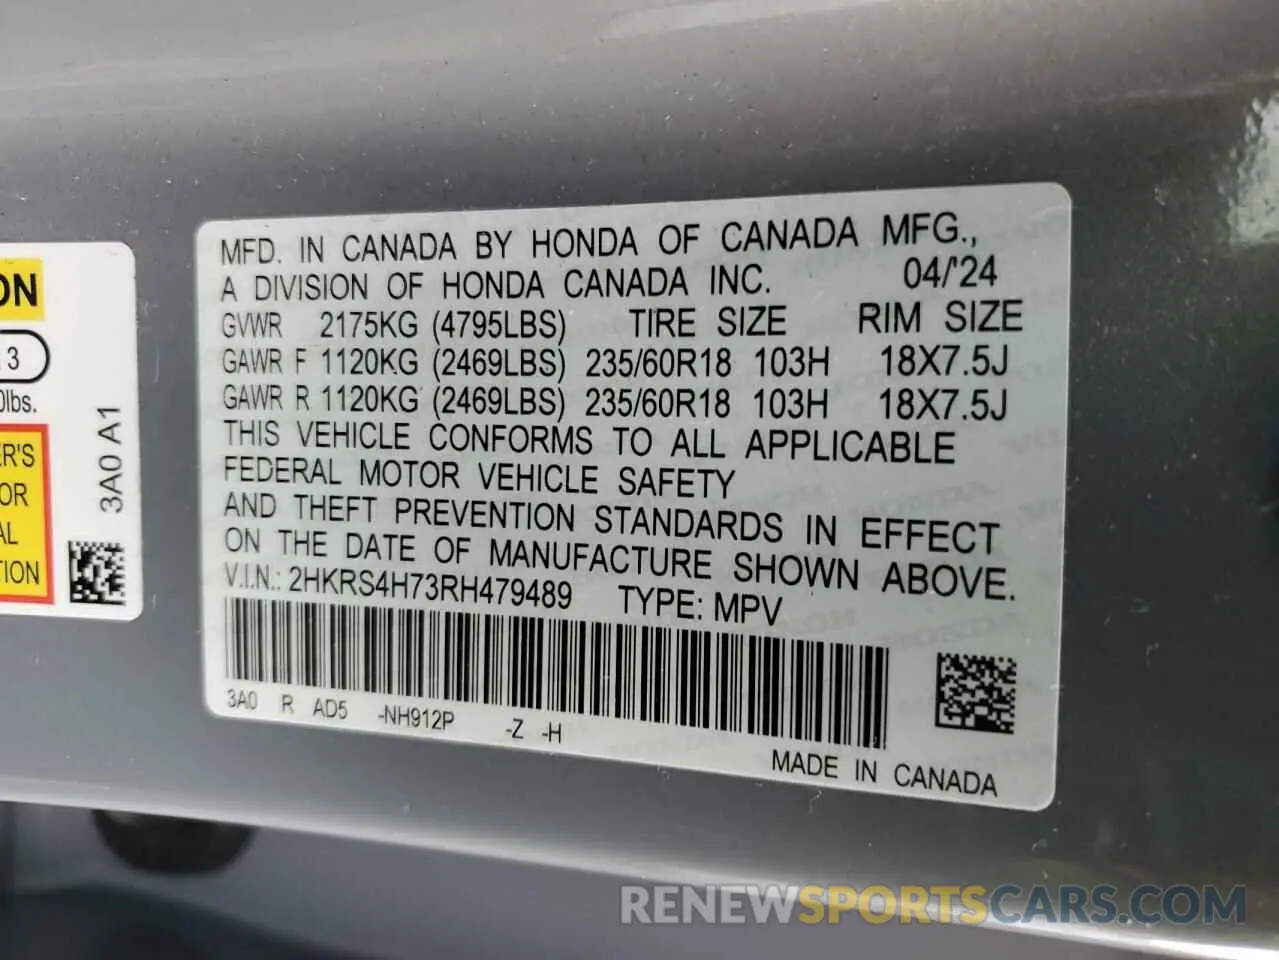 ON
13
0lbs.
ER'S
OR
AL
TION
3A0 A1
MFD. IN CANADA BY HONDA OF CANADA MFG.,
A DIVISION OF HONDA CANADA INC. 04/'24
GVWR 2175KG (4795LBS) TIRE SIZE RIM SIZE
GAWR F 1120KG (2469LBS) 235/60R18 103H 18X7.5J
GAWR R 1120KG (2469LBS) 235/60R18 103H 18X7.5J
THIS VEHICLE CONFORMS TO ALL APPLICABLE
FEDERAL MOTOR VEHICLE SAFETY
AND THEFT PREVENTION STANDARDS IN EFFECT
ON THE DATE OF MANUFACTURE SHOWN ABOVE.
V.I.N.: 2HKRS4H73RH479489 TYPE: MPV
3A0 R AD5 -NH912P -Z -H
MADE IN CANADA
RENEWSPORTSCARS.COM